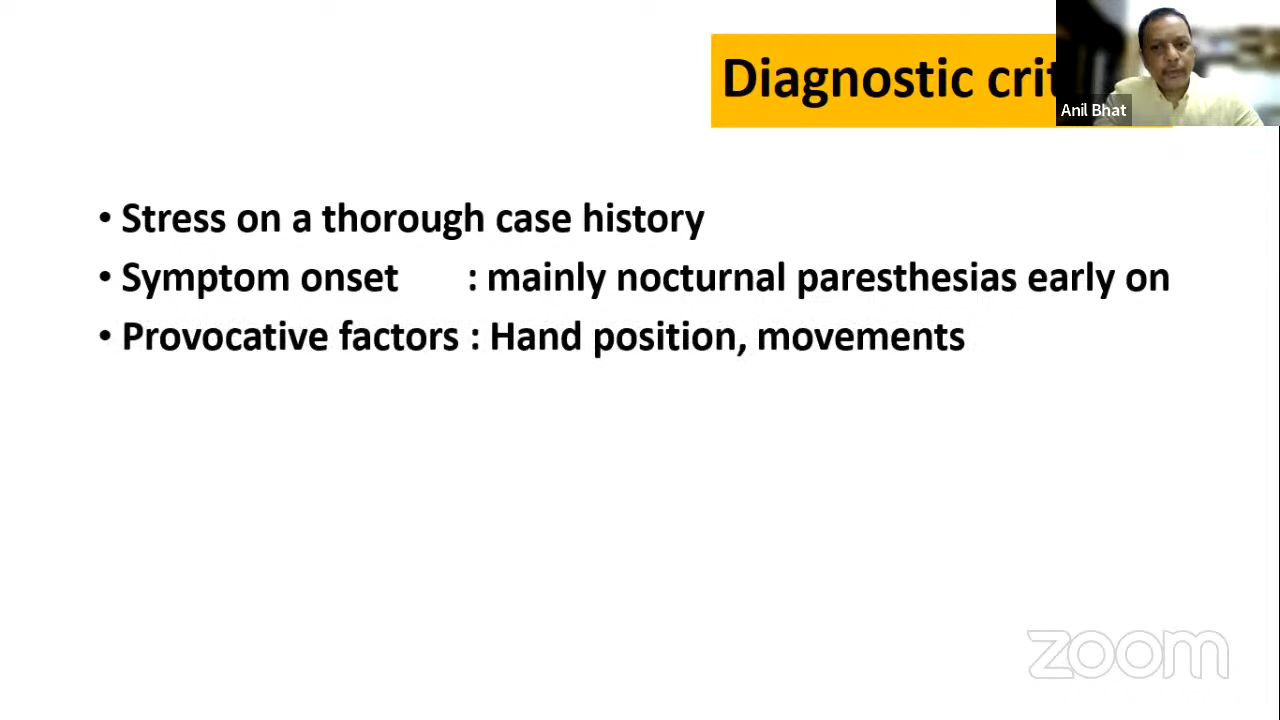 Diagnostic crit
Anil Bhat
• Stress on a thorough case history
• Symptom onset : mainly nocturnal paresthesias early on
• Provocative factors : Hand position, movements
zoom